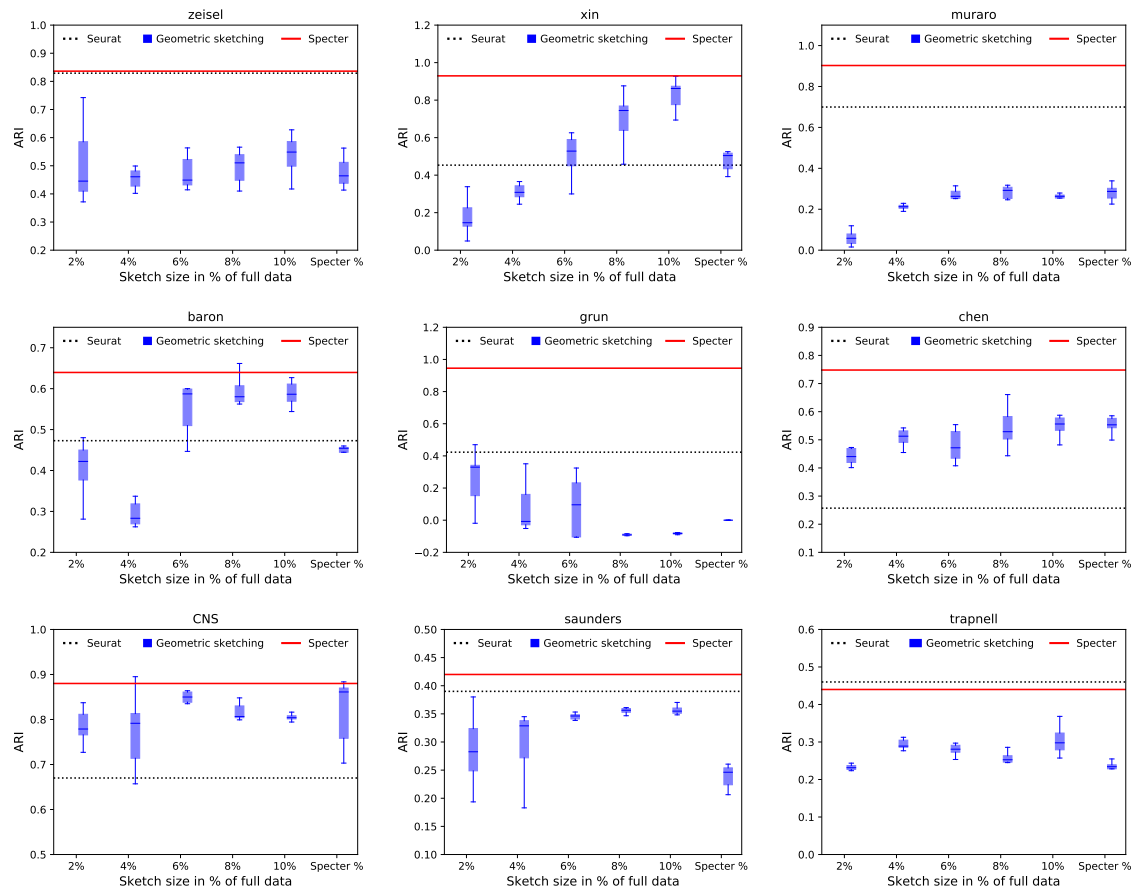 zeisel
Seurat Geometric sketching Specter
1.0
0.9
0.8
0.7
0.6
0.5
0.4
0.3
0.2
ARI
2% 4% 6% 8% 10% Specter %
Sketch size in % of full data
xin
Seurat Geometric sketching Specter
1.2
1.0
0.8
0.6
0.4
0.2
0.0
ARI
2% 4% 6% 8% 10% Specter %
Sketch size in % of full data
muraro
Seurat Geometric sketching Specter
1.0
0.8
0.6
0.4
0.2
0.0
ARI
2% 4% 6% 8% 10% Specter %
Sketch size in % of full data
baron
Seurat Geometric sketching Specter
0.7
0.6
0.5
0.4
0.3
0.2
ARI
2% 4% 6% 8% 10% Specter %
Sketch size in % of full data
grun
Seurat Geometric sketching Specter
1.2
1.0
0.8
0.6
0.4
0.2
0.0
−0.2
ARI
2% 4% 6% 8% 10% Specter %
Sketch size in % of full data
chen
Seurat Geometric sketching Specter
0.9
0.8
0.7
0.6
0.5
0.4
0.3
0.2
0.1
ARI
2% 4% 6% 8% 10% Specter %
Sketch size in % of full data
CNS
Seurat Geometric sketching Specter
1.0
0.9
0.8
0.7
0.6
0.5
ARI
2% 4% 6% 8% 10% Specter %
Sketch size in % of full data
saunders
Seurat Geometric sketching Specter
0.50
0.45
0.40
0.35
0.30
0.25
0.20
0.15
0.10
ARI
2% 4% 6% 8% 10% Specter %
Sketch size in % of full data
trapnell
Seurat Geometric sketching Specter
0.6
0.5
0.4
0.3
0.2
0.1
0.0
ARI
2% 4% 6% 8% 10% Specter %
Sketch size in % of full data